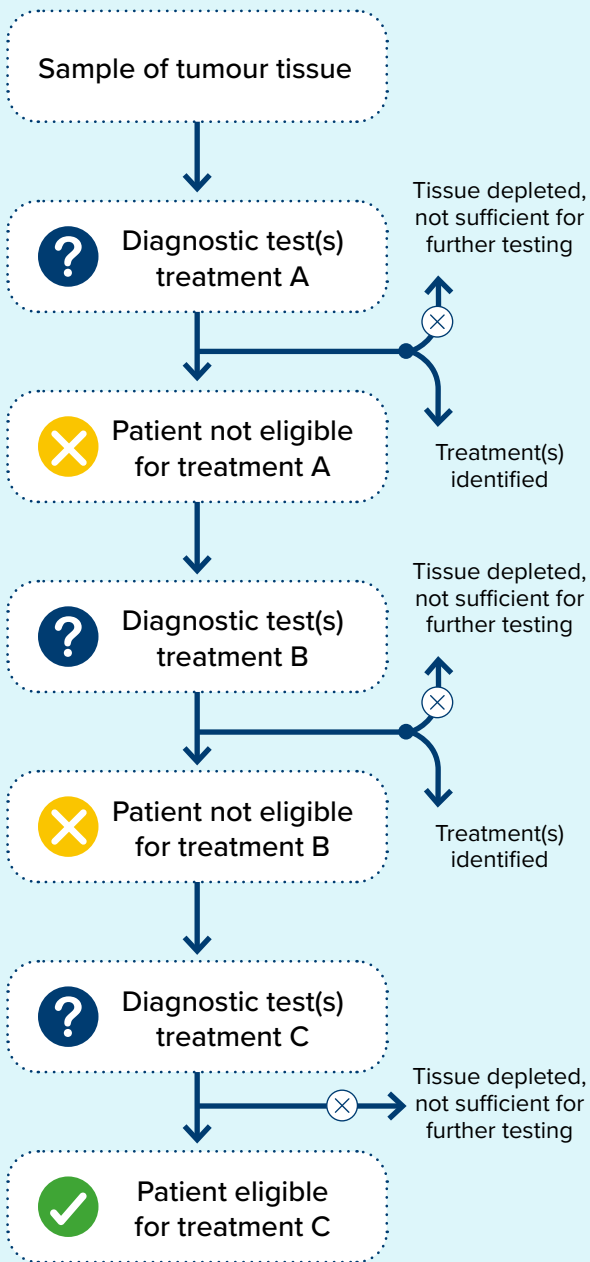 Sample of tumour tissue
Diagnostic test(s)
treatment A
Tissue depleted,
not sufficient for
further testing
Treatment(s)
identified
Patient not eligible
for treatment A
Diagnostic test(s)
treatment B
Tissue depleted,
not sufficient for
further testing
Treatment(s)
identified
Patient not eligible
for treatment B
Diagnostic test(s)
treatment C
Tissue depleted,
not sufficient for
further testing
Patient eligible
for treatment C